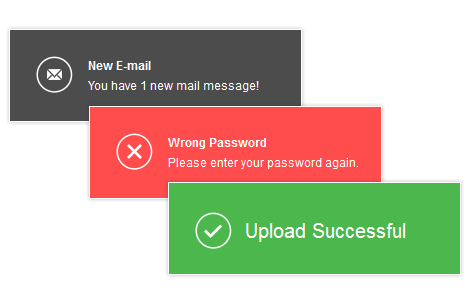 New E-mail
You have 1 new mail message!
Wrong Password
Please enter your password again.
Upload Successful